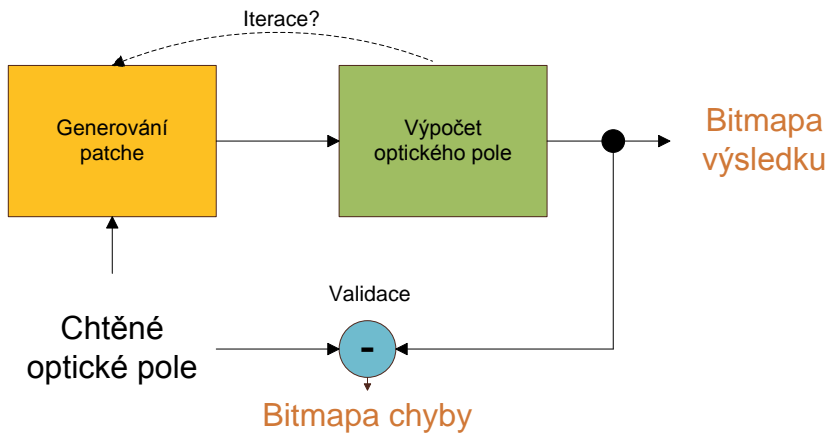 Iterace?
Generování
patche
Výpočet
optického pole
Bitmapa
výsledku
Validace
Chtěné
optické pole
-
Bitmapa chyby